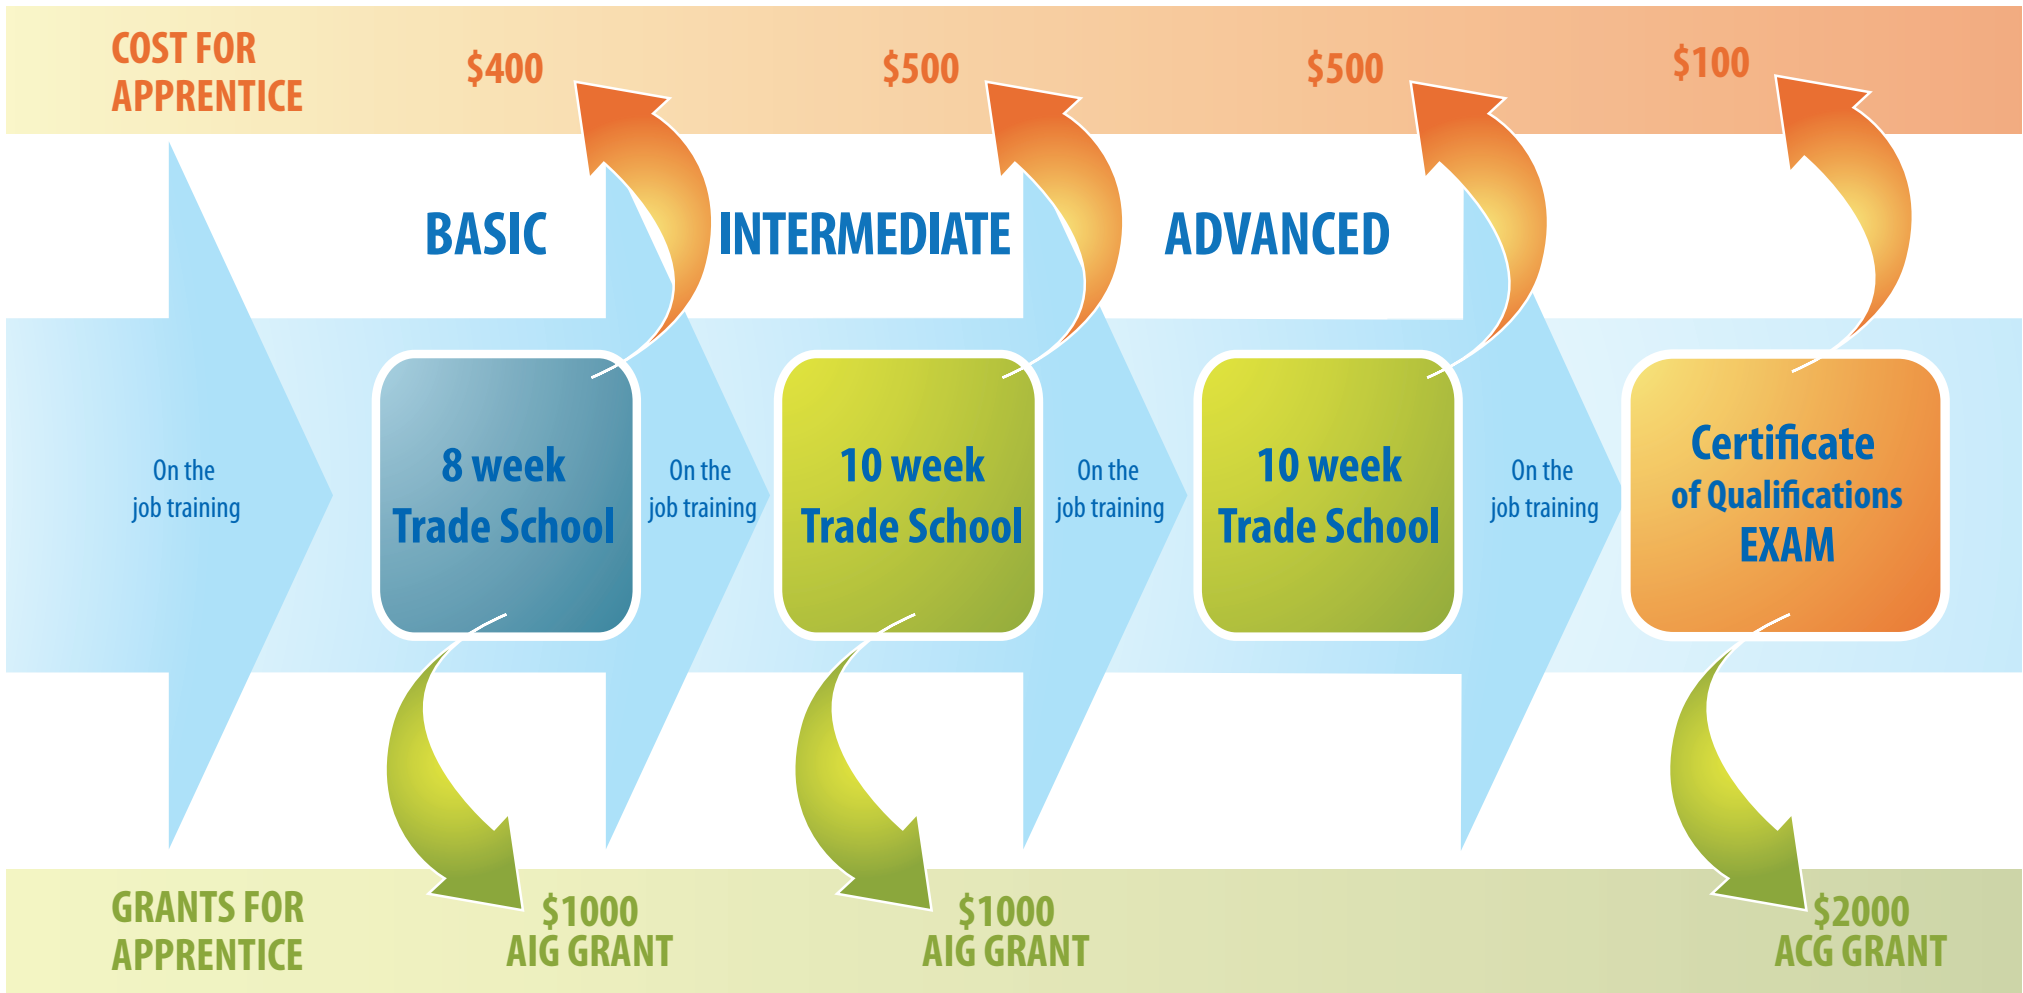 COST FOR
APPRENTICE
$400
$500
$500
$100
BASIC
INTERMEDIATE
ADVANCED
On the
job training
8 week
Trade School
On the
job training
10 week
Trade School
On the
job training
10 week
Trade School
On the
job training
Certificate
of Qualifications
EXAM
GRANTS FOR
APPRENTICE
$1000
AIG GRANT
$1000
AIG GRANT
$2000
ACG GRANT